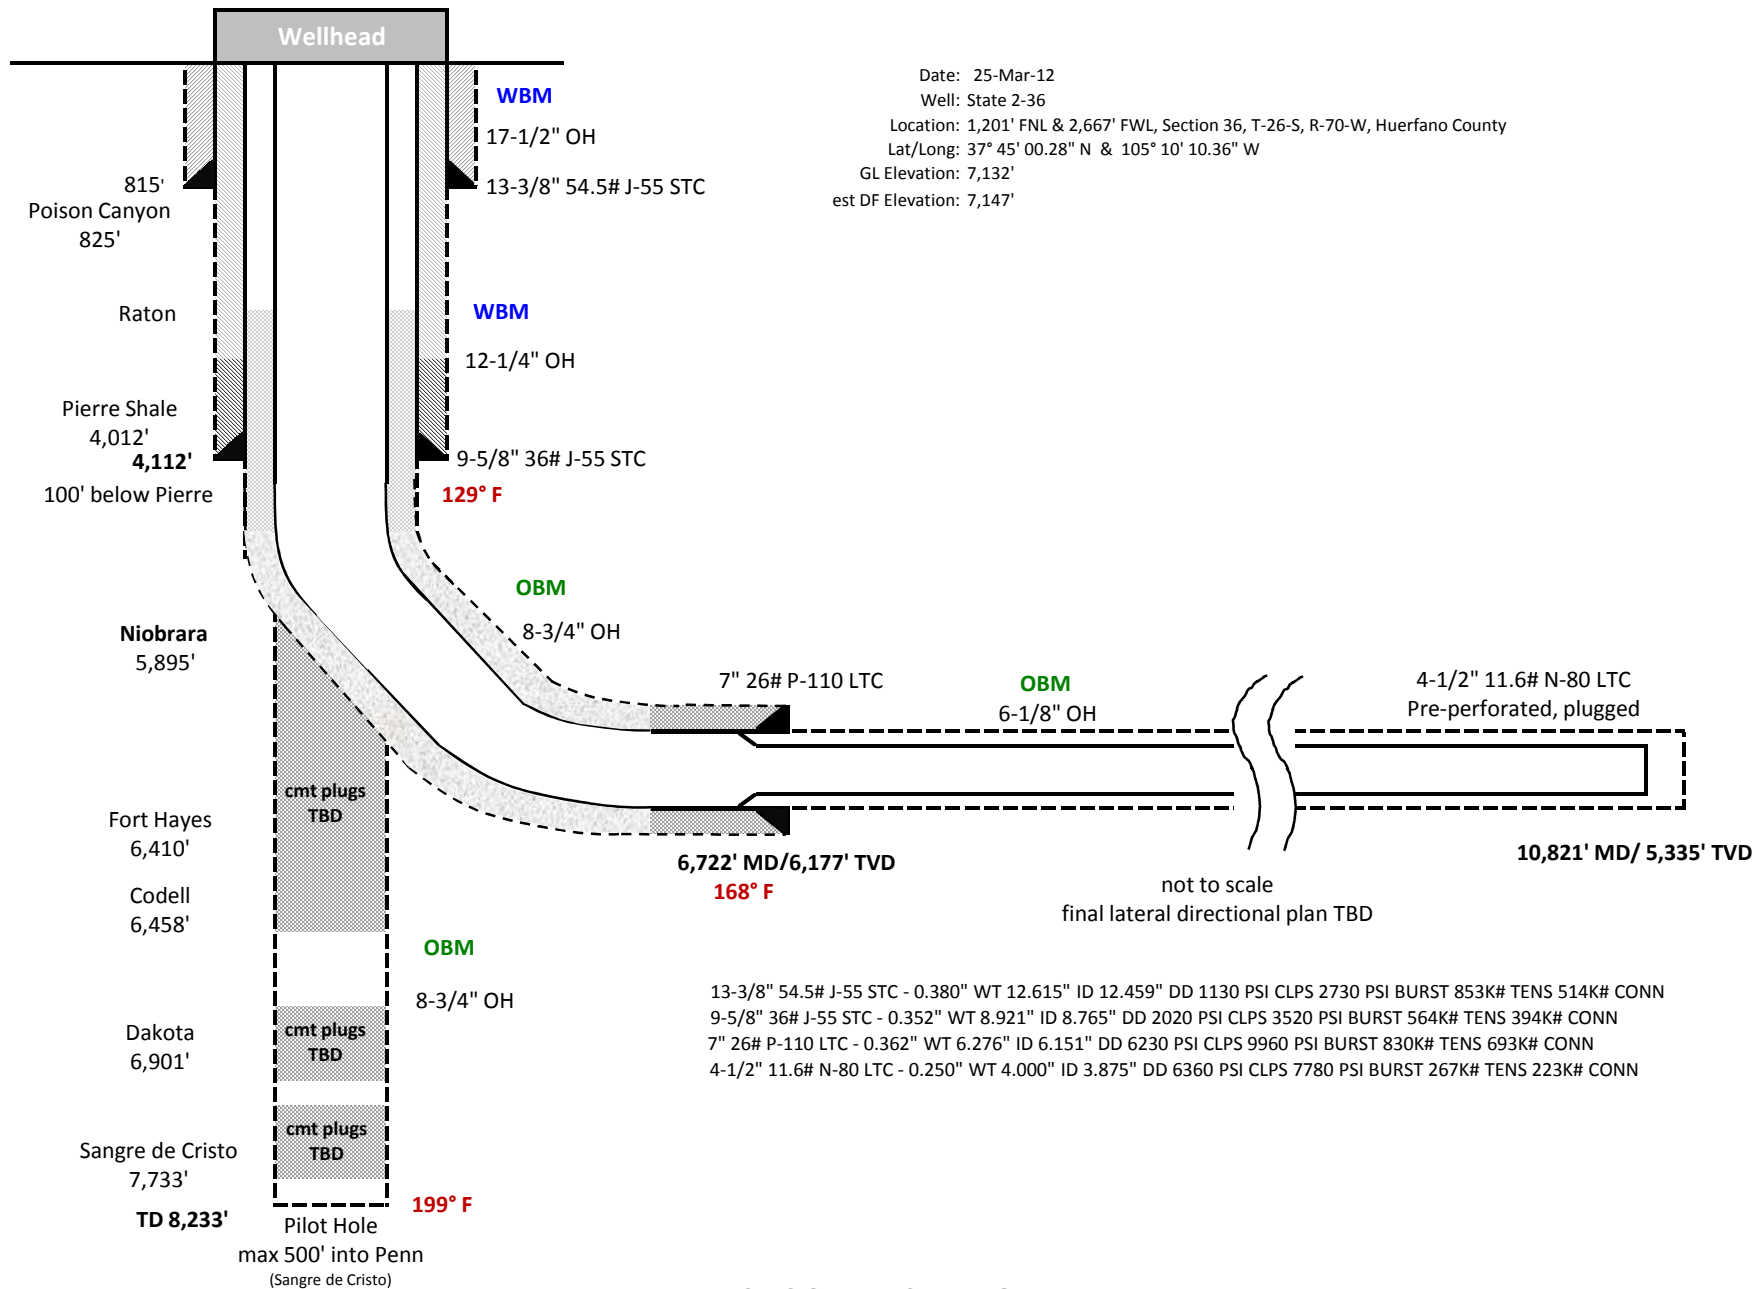 Wellhead
Date: 25-Mar-12
Well: State 2-36
Location: 1,201' FNL & 2,667' FWL, Section 36, T-26-S, R-70-W, Huerfano County
Lat/Long: 37° 45' 00.28" N & 105° 10' 10.36" W
GL Elevation: 7,132'
est DF Elevation: 7,147'
WBM
17-1/2" OH
815'
13-3/8" 54.5# J-55 STC
Poison Canyon
825'
Raton
WBM
12-1/4" OH
Pierre Shale
4,012'
4,112'
9-5/8" 36# J-55 STC
100' below Pierre
129° F
OBM
8-3/4" OH
Niobrara
5,895'
7" 26# P-110 LTC
OBM
6-1/8" OH
4-1/2" 11.6# N-80 LTC
Pre-perforated, plugged
cmt plugs
TBD
Fort Hayes
6,410'
6,722' MD/6,177' TVD
168° F
10,821' MD/ 5,335' TVD
not to scale
final lateral directional plan TBD
Codell
6,458'
OBM
8-3/4" OH
13-3/8" 54.5# J-55 STC - 0.380" WT 12.615" ID 12.459" DD 1130 PSI CLPS 2730 PSI BURST 853K# TENS 514K# CONN
9-5/8" 36# J-55 STC - 0.352" WT 8.921" ID 8.765" DD 2020 PSI CLPS 3520 PSI BURST 564K# TENS 394K# CONN
7" 26# P-110 LTC - 0.362" WT 6.276" ID 6.151" DD 6230 PSI CLPS 9960 PSI BURST 830K# TENS 693K# CONN
4-1/2" 11.6# N-80 LTC - 0.250" WT 4.000" ID 3.875" DD 6360 PSI CLPS 7780 PSI BURST 267K# TENS 223K# CONN
Dakota
6,901'
cmt plugs
TBD
cmt plugs
TBD
Sangre de Cristo
7,733'
TD 8,233'
199° F
Pilot Hole
max 500' into Penn
(Sangre de Cristo)